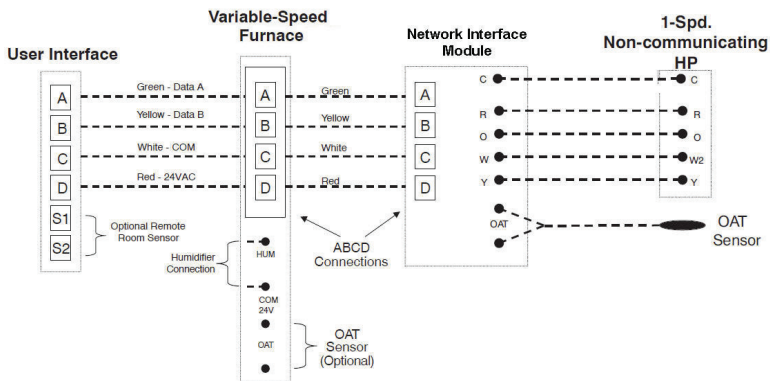 User Interface
A
B
C
D
S1
S2
Optional Remote
Room Sensor
Green - Data A
Yellow - Data B
White - COM
Red - 24VAC
Variable-Speed
Furnace
A
B
C
D
HUM
COM
24V
OAT
Humidifier
Connection
OAT
Sensor
(Optional)
Green
Yellow
White
Red
ABCD
Connections
Network Interface
Module
A
B
C
D
C
R
O
W
Y
OAT
1-Spd.
Non-communicating
HP
C
R
O
W2
Y
OAT
Sensor